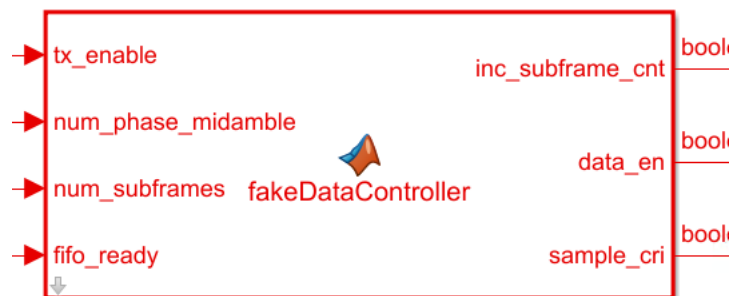 tx_enable
num_phase_midamble
num_subframes
fifo_ready
fakeDataController
inc_subframe_cnt
data_en
sample_cri